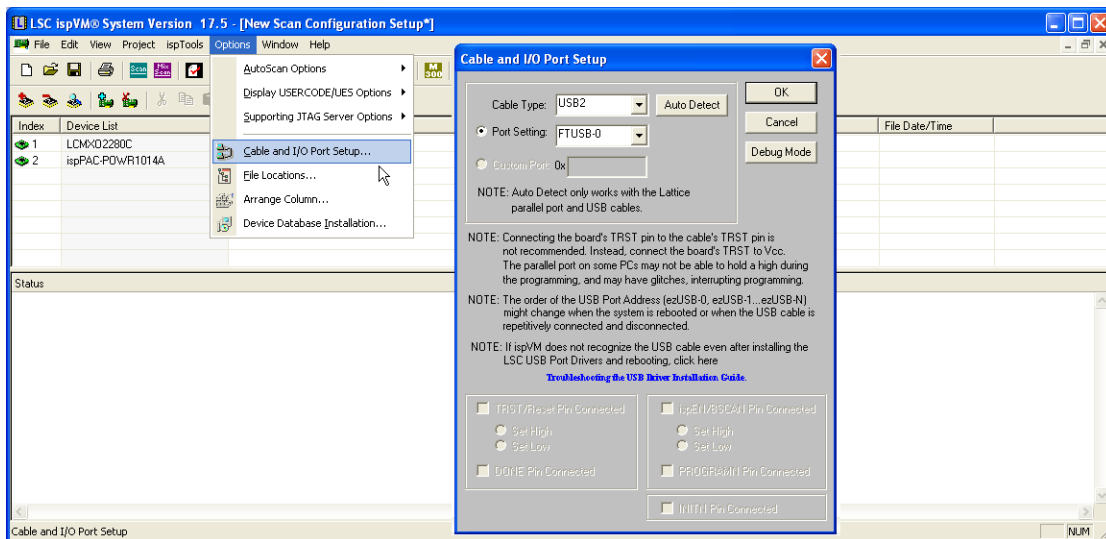 LSC ispVM® System Version 17.5 - [New Scan Configuration Setup*]
File Edit View Project ispTools Options Window Help
AutoScan Options
Display USERCODE/UES Options
Supporting JTAG Server Options
Cable and I/O Port Setup...
File Locations...
Arrange Column...
Device Database Installation...
Index Device List File Date/Time
1 LCMXO2280C
2 ispPAC-POWR1014A
Status
Cable and I/O Port Setup
Cable Type: USB2 Auto Detect OK
Port Setting: FTUSB-0 Cancel
Custom Port: 0x Debug Mode
NOTE: Auto Detect only works with the Lattice
parallel port and USB cables.
NOTE: Connecting the board's TRST pin to the cable's TRST pin is
not recommended. Instead, connect the board's TRST to Vcc.
The parallel port on some PCs may not be able to hold a high during
the programming, and may have glitches, interrupting programming.
NOTE: The order of the USB Port Address (ezUSB-0, ezUSB-1...ezUSB-N)
might change when the system is rebooted or when the USB cable is
repetitively connected and disconnected.
NOTE: If ispVM does not recognize the USB cable even after installing the
LSC USB Port Drivers and rebooting, click here
Troubleshooting the USB Driver Installation Guide.
TRST/Reset Pin Connected
Set High
Set Low
DONE Pin Connected
ispEN/BSCAN Pin Connected
Set High
Set Low
PROGRAMN Pin Connected
INITN Pin Connected
Cable and I/O Port Setup NUM